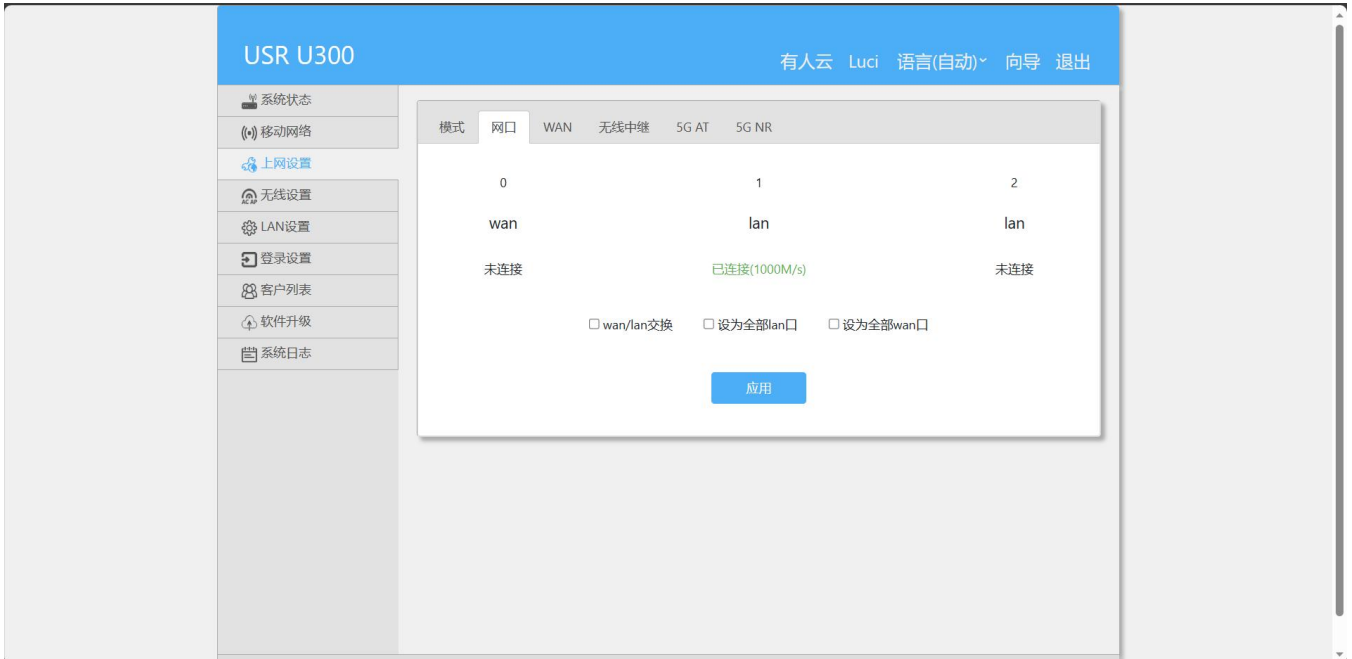 USR U300
有人云 Luci 语言(自动) 向导 退出
系统状态
移动网络
上网设置
无线设置
LAN设置
登录设置
客户列表
软件升级
系统日志
模式 网口 WAN 无线中继 5G AT 5G NR
0 1 2
wan lan lan
未连接 已连接(1000M/s) 未连接
wan/lan交换 设为全部lan口 设为全部wan口
应用